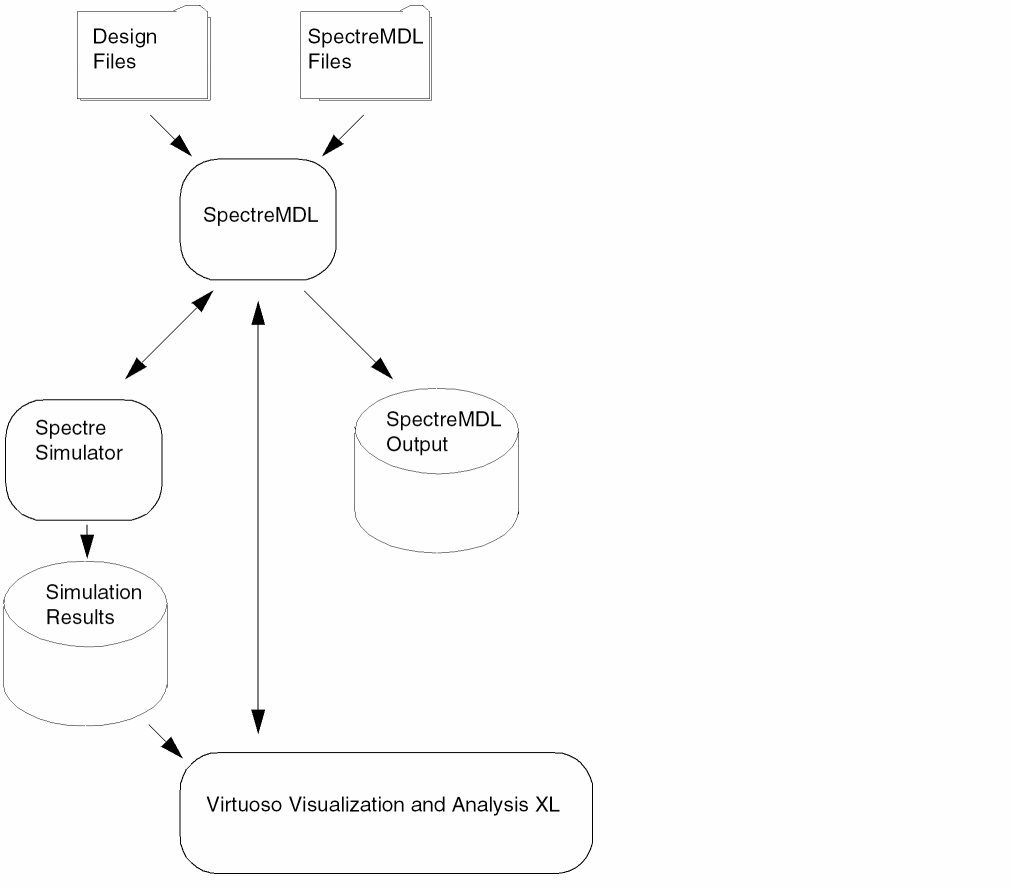 Design
Files
SpectreMDL
Files
SpectreMDL
Spectre
Simulator
SpectreMDL
Output
Simulation
Results
Virtuoso Visualization and Analysis XL